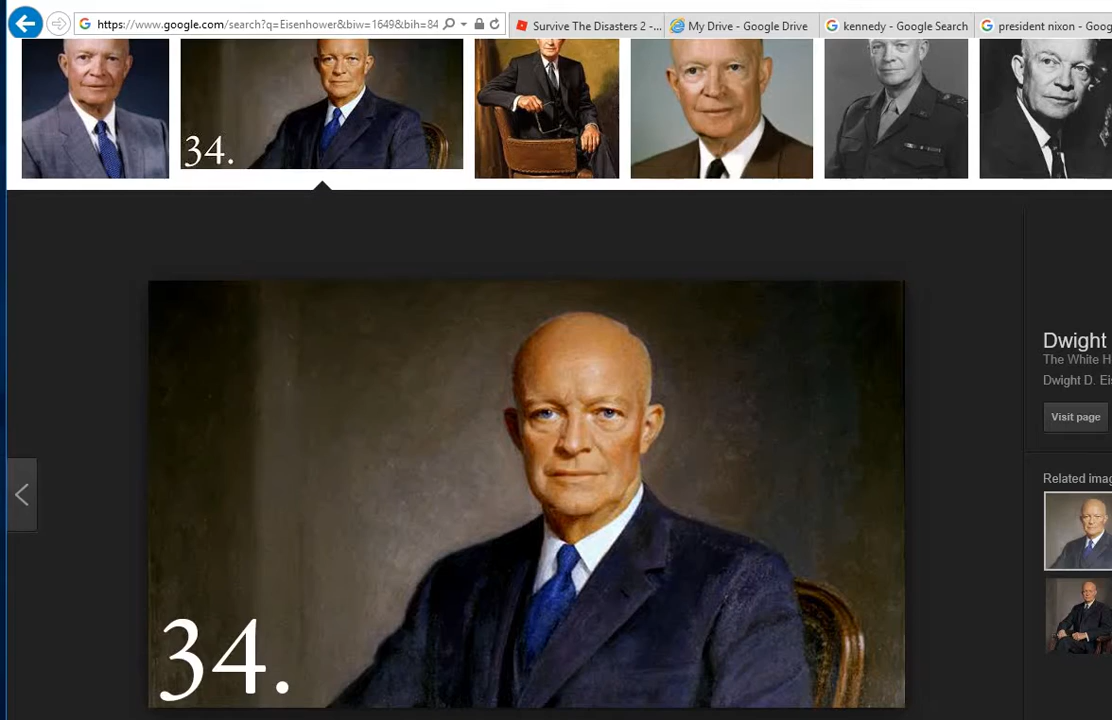 https://www.google.com/search?q=Eisenhower&biw=1649&bih=84
Survive The Disasters 2 -...
My Drive - Google Drive
kennedy - Google Search
president nixon - Goog
34.
34.
Dwight
The White H
Dwight D. Ei
Visit page
Related imag